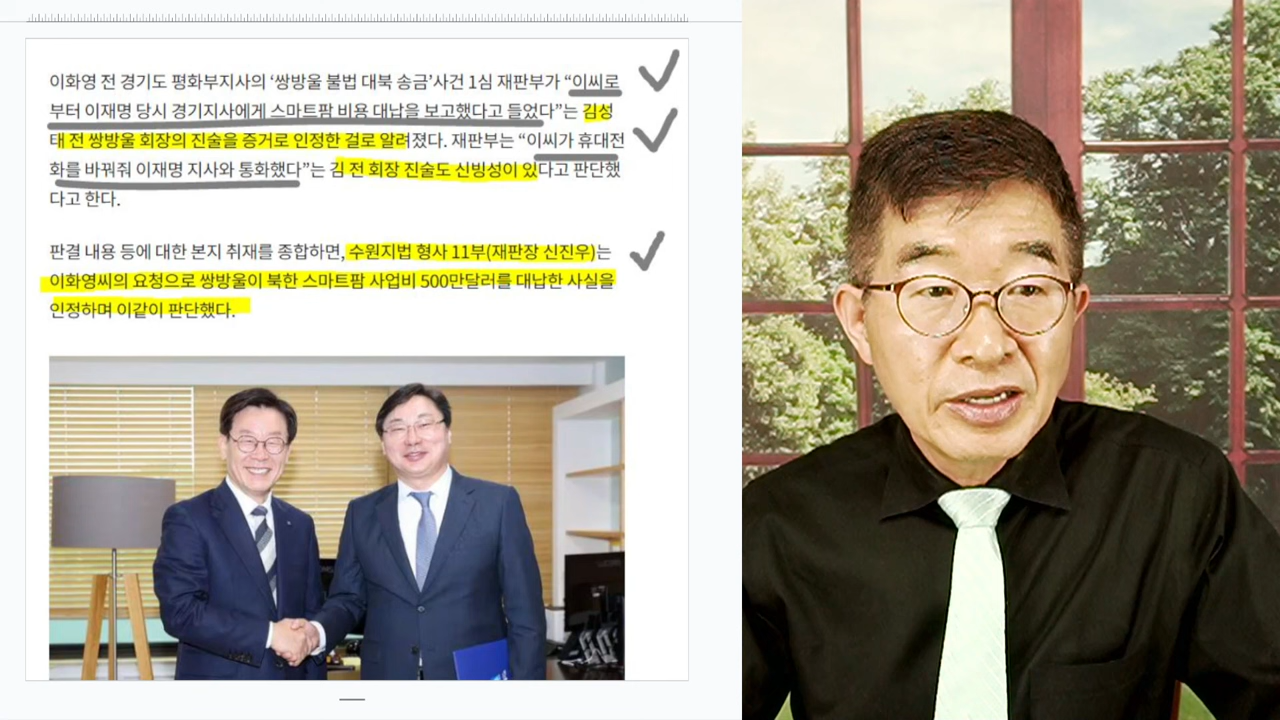 이화영 전 경기도 평화부지사의 ‘쌍방울 불법 대북 송금’사건 1심 재판부가 “이씨로
부터 이재명 당시 경기지사에게 스마트팜 비용 대납을 보고했다고 들었다”는 김성
태 전 쌍방울 회장의 진술을 증거로 인정한 걸로 알려졌다. 재판부는 “이씨가 휴대전
화를 바꿔줘 이재명 지사와 통화했다”는 김 전 회장 진술도 신빙성이 있다고 판단했
다고 한다.
판결 내용 등에 대한 본지 취재를 종합하면, 수원지법 형사 11부(재판장 신진우)는
이화영씨의 요청으로 쌍방울이 북한 스마트팜 사업비 500만달러를 대납한 사실을
인정하며 이같이 판단했다.